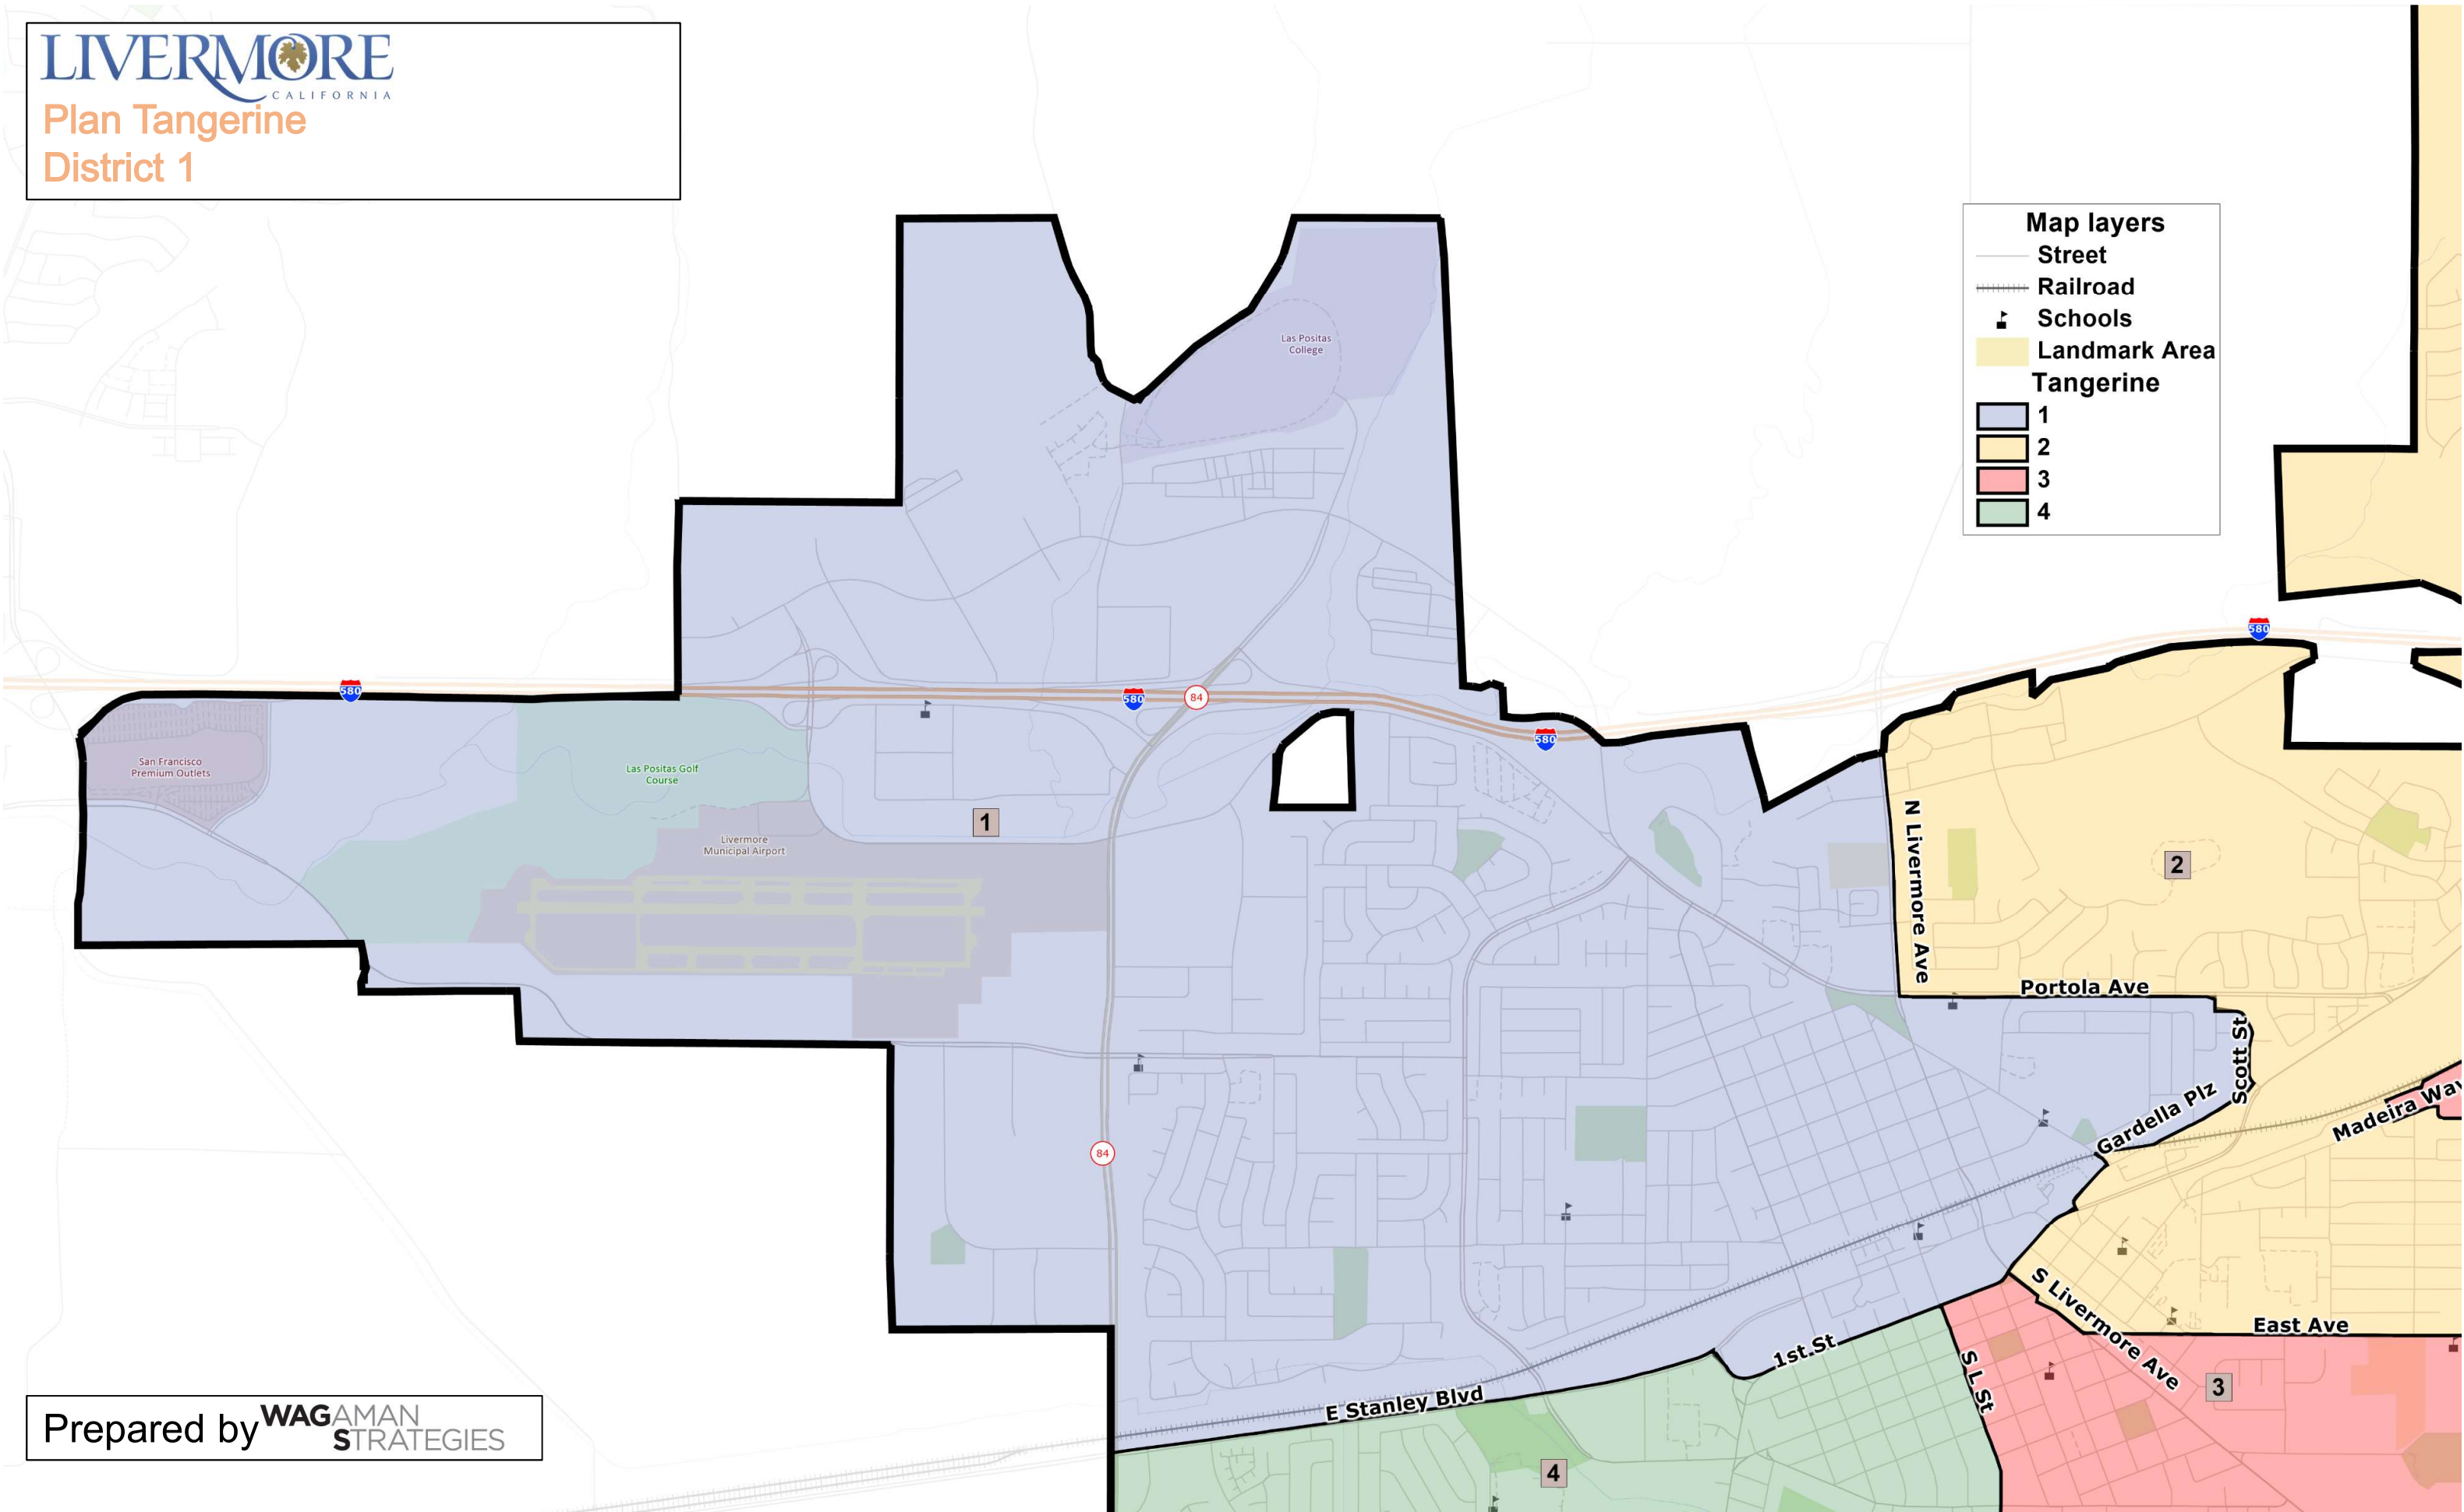 LIVERMORE
CALIFORNIA
Plan Tangerine
District 1
Map layers
Street
Railroad
Schools
Landmark Area
Tangerine
1
2
3
4
Las Positas
College
580
580
84
580
580
San Francisco
Premium Outlets
Las Positas Golf
Course
Livermore
Municipal Airport
1
2
N Livermore Ave
Portola Ave
Scott St
Gardella Plz
Madeira Way
84
S Livermore Ave
East Ave
1st St
S L St
3
E Stanley Blvd
4
Prepared by WAGAMAN
STRATEGIES